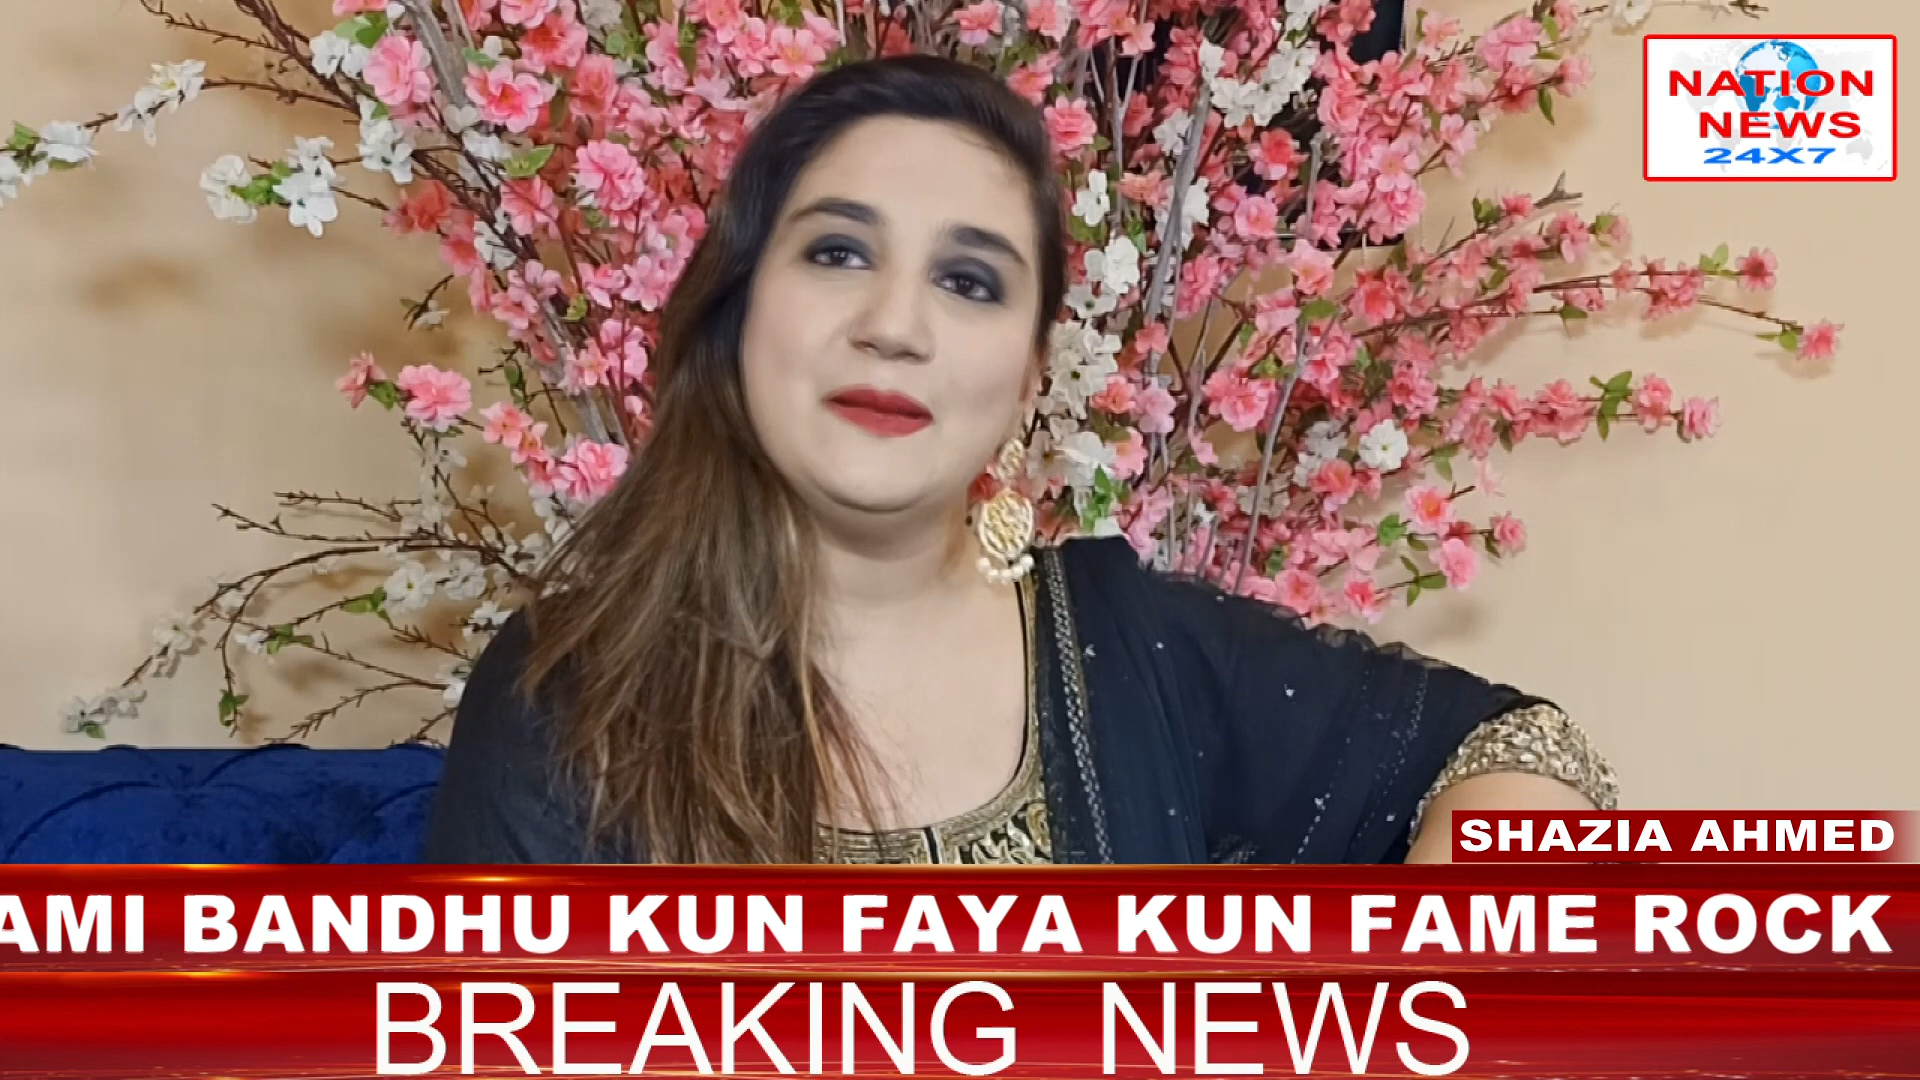 NATION
NEWS
24X7
SHAZIA AHMED
AMI BANDHU KUN FAYA KUN FAME ROCK
BREAKING NEWS